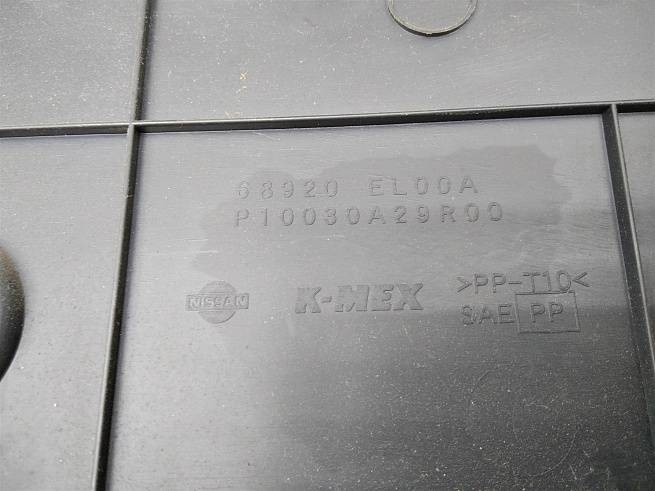 68920 EL00A
P10030A29R00
NISSAN
K-MEX
>PP-T10<
SAE PP